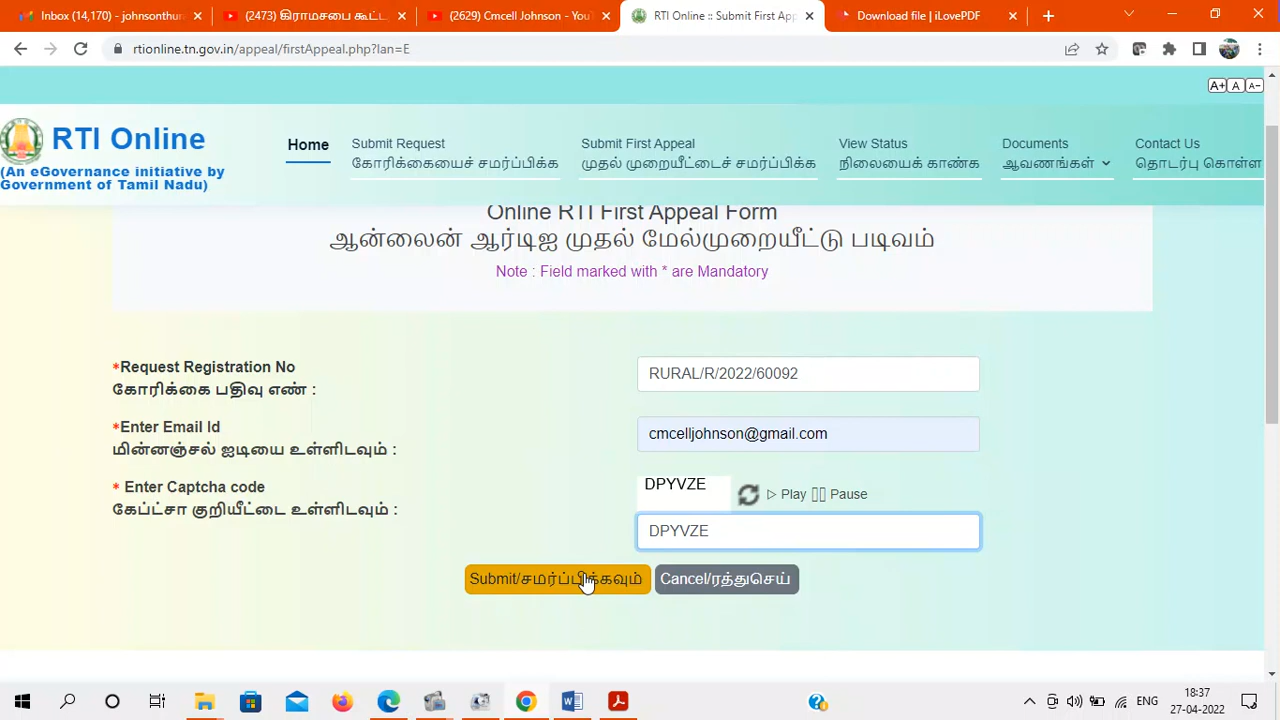 Inbox (14,170) - johnsonthun
(2473) கிராமசபை கூட்ட
(2629) Cmcell Johnson - You
RTI Online :: Submit First App
Download file | iLovePDF
rtionline.tn.gov.in/appeal/firstAppeal.php?lan=E
A+ A A-
RTI Online
(An eGovernance initiative by
Government of Tamil Nadu)
Home
Submit Request
கோரிக்கையைச் சமர்ப்பிக்க
Submit First Appeal
முதல் முறையீட்டைச் சமர்ப்பிக்க
View Status
நிலையைக் காண்க
Documents
ஆவணங்கள்
Contact Us
தொடர்பு கொள்ள
Online RTI First Appeal Form
ஆன்லைன் ஆர்டிஐ முதல் மேல்முறையீட்டு படிவம்
Note : Field marked with * are Mandatory
*Request Registration No
கோரிக்கை பதிவு எண் :
RURAL/R/2022/60092
*Enter Email Id
மின்னஞ்சல் ஐடியை உள்ளிடவும் :
cmcelljohnson@gmail.com
* Enter Captcha code
கேப்ட்சா குறியீட்டை உள்ளிடவும் :
DPYVZE
Play Pause
DPYVZE
Submit/சமர்ப்பிக்கவும்
Cancel/ரத்துசெய்
ENG
18:37
27-04-2022